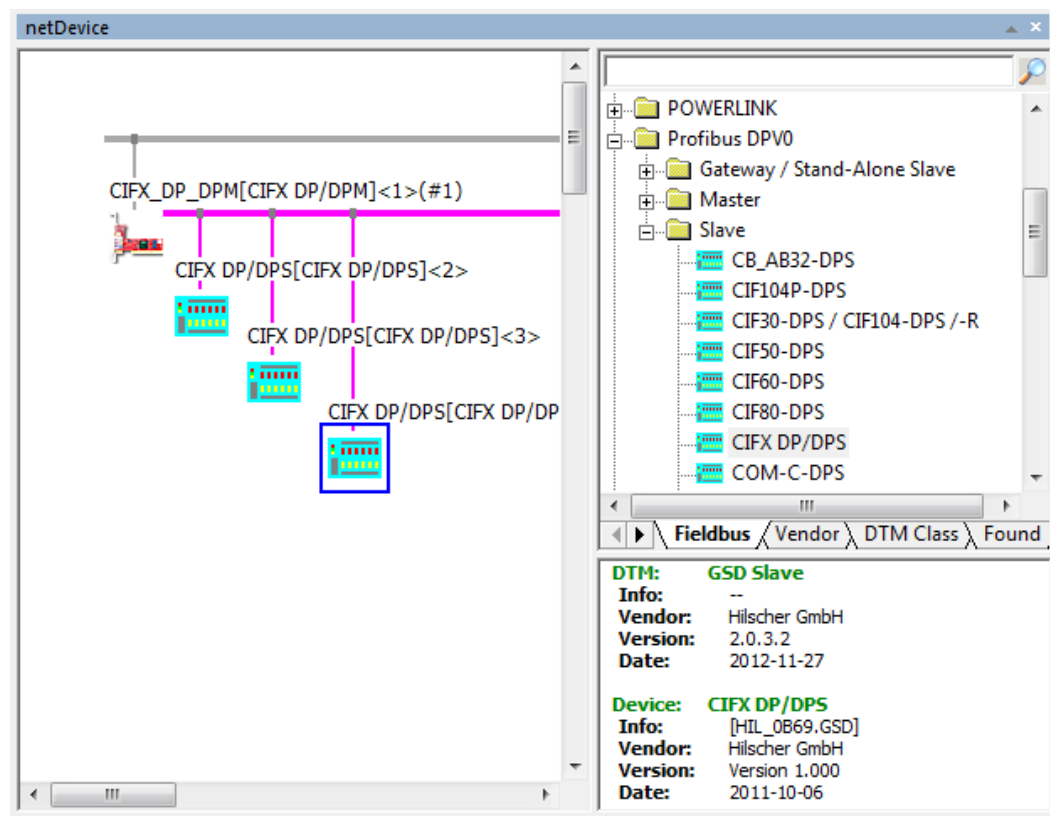 netDevice
CIFX_DP_DPM[CIFX DP/DPM]<1>(#1)
CIFX DP/DPS[CIFX DP/DPS]<2>
CIFX DP/DPS[CIFX DP/DPS]<3>
CIFX DP/DPS[CIFX DP/DP
POWERLINK
Profibus DPV0
Gateway / Stand-Alone Slave
Master
Slave
CB_AB32-DPS
CIF104P-DPS
CIF30-DPS / CIF104-DPS /-R
CIF50-DPS
CIF60-DPS
CIF80-DPS
CIFX DP/DPS
COM-C-DPS
Fieldbus Vendor DTM Class Found
DTM: GSD Slave
Info: --
Vendor: Hilscher GmbH
Version: 2.0.3.2
Date: 2012-11-27
Device: CIFX DP/DPS
Info: [HIL_0B69.GSD]
Vendor: Hilscher GmbH
Version: Version 1.000
Date: 2011-10-06